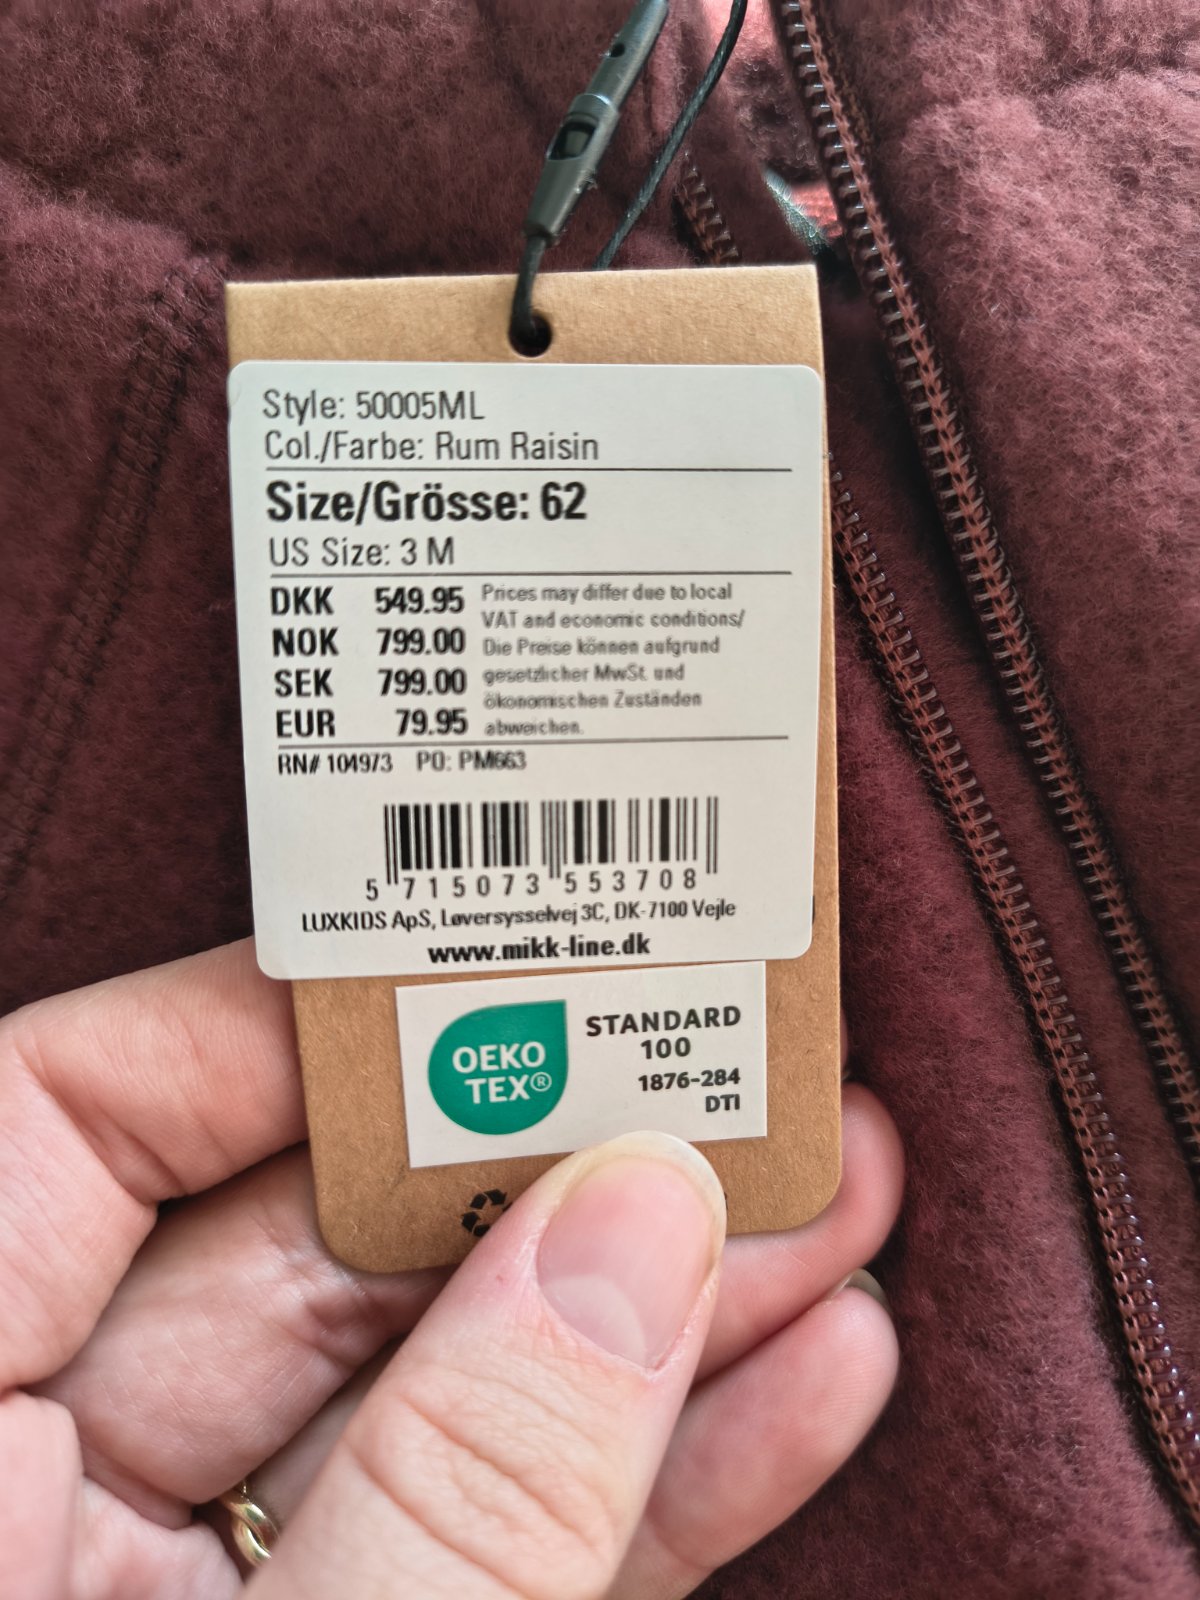 Style: 50005ML
Col./Farbe: Rum Raisin
Size/Grösse: 62
US Size: 3 M
DKK 549.95
NOK 799.00
SEK 799.00
EUR 79.95
Prices may differ due to local
VAT and economic conditions/
Die Preise können aufgrund
gesetzlicher MwSt. und
ökonomischen Zuständen
abweichen.
RN# 104973 PO: PM663
5 715073 553708
LUXKIDS ApS, Løversysselvej 3C, DK-7100 Vejle
www.mikk-line.dk
OEKO
TEX®
STANDARD
100
1876-284
DTI